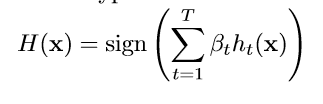 H(x) = sign ( ∑_{t=1}^{T} β_t h_t(x) )